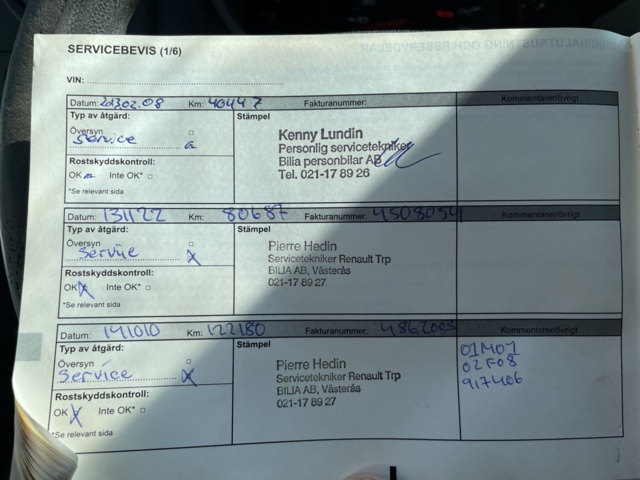 SERVICEBEVIS (1/6)
VIN:
Datum: 2013.02.08 Km: 40447 Fakturanummer: Kommentarer/övrigt
Typ av åtgärd: Stämpel
Översyn
Service
Kenny Lundin
Personlig servicetekniker
Bilia personbilar AB
Tel. 021-17 89 26
Rostskyddskontroll:
OK Inte OK*
*Se relevant sida
Datum: 131122 Km: 80687 Fakturanummer: Kommentarer/övrigt
Typ av åtgärd: Stämpel
Översyn
Service X
Pierre Hedin
Servicetekniker Renault Trp
BILIA AB, Västerås
021-17 89 27
Rostskyddskontroll:
OK X Inte OK*
*Se relevant sida
Datum: 141010 Km: 122180 Fakturanummer: Kommentarer/övrigt
Typ av åtgärd: Stämpel
Översyn
Service X
Pierre Hedin
Servicetekniker Renault Trp
BILIA AB, Västerås
021-17 89 27
01M01
02F08
917406
Rostskyddskontroll:
OK X Inte OK*
*Se relevant sida